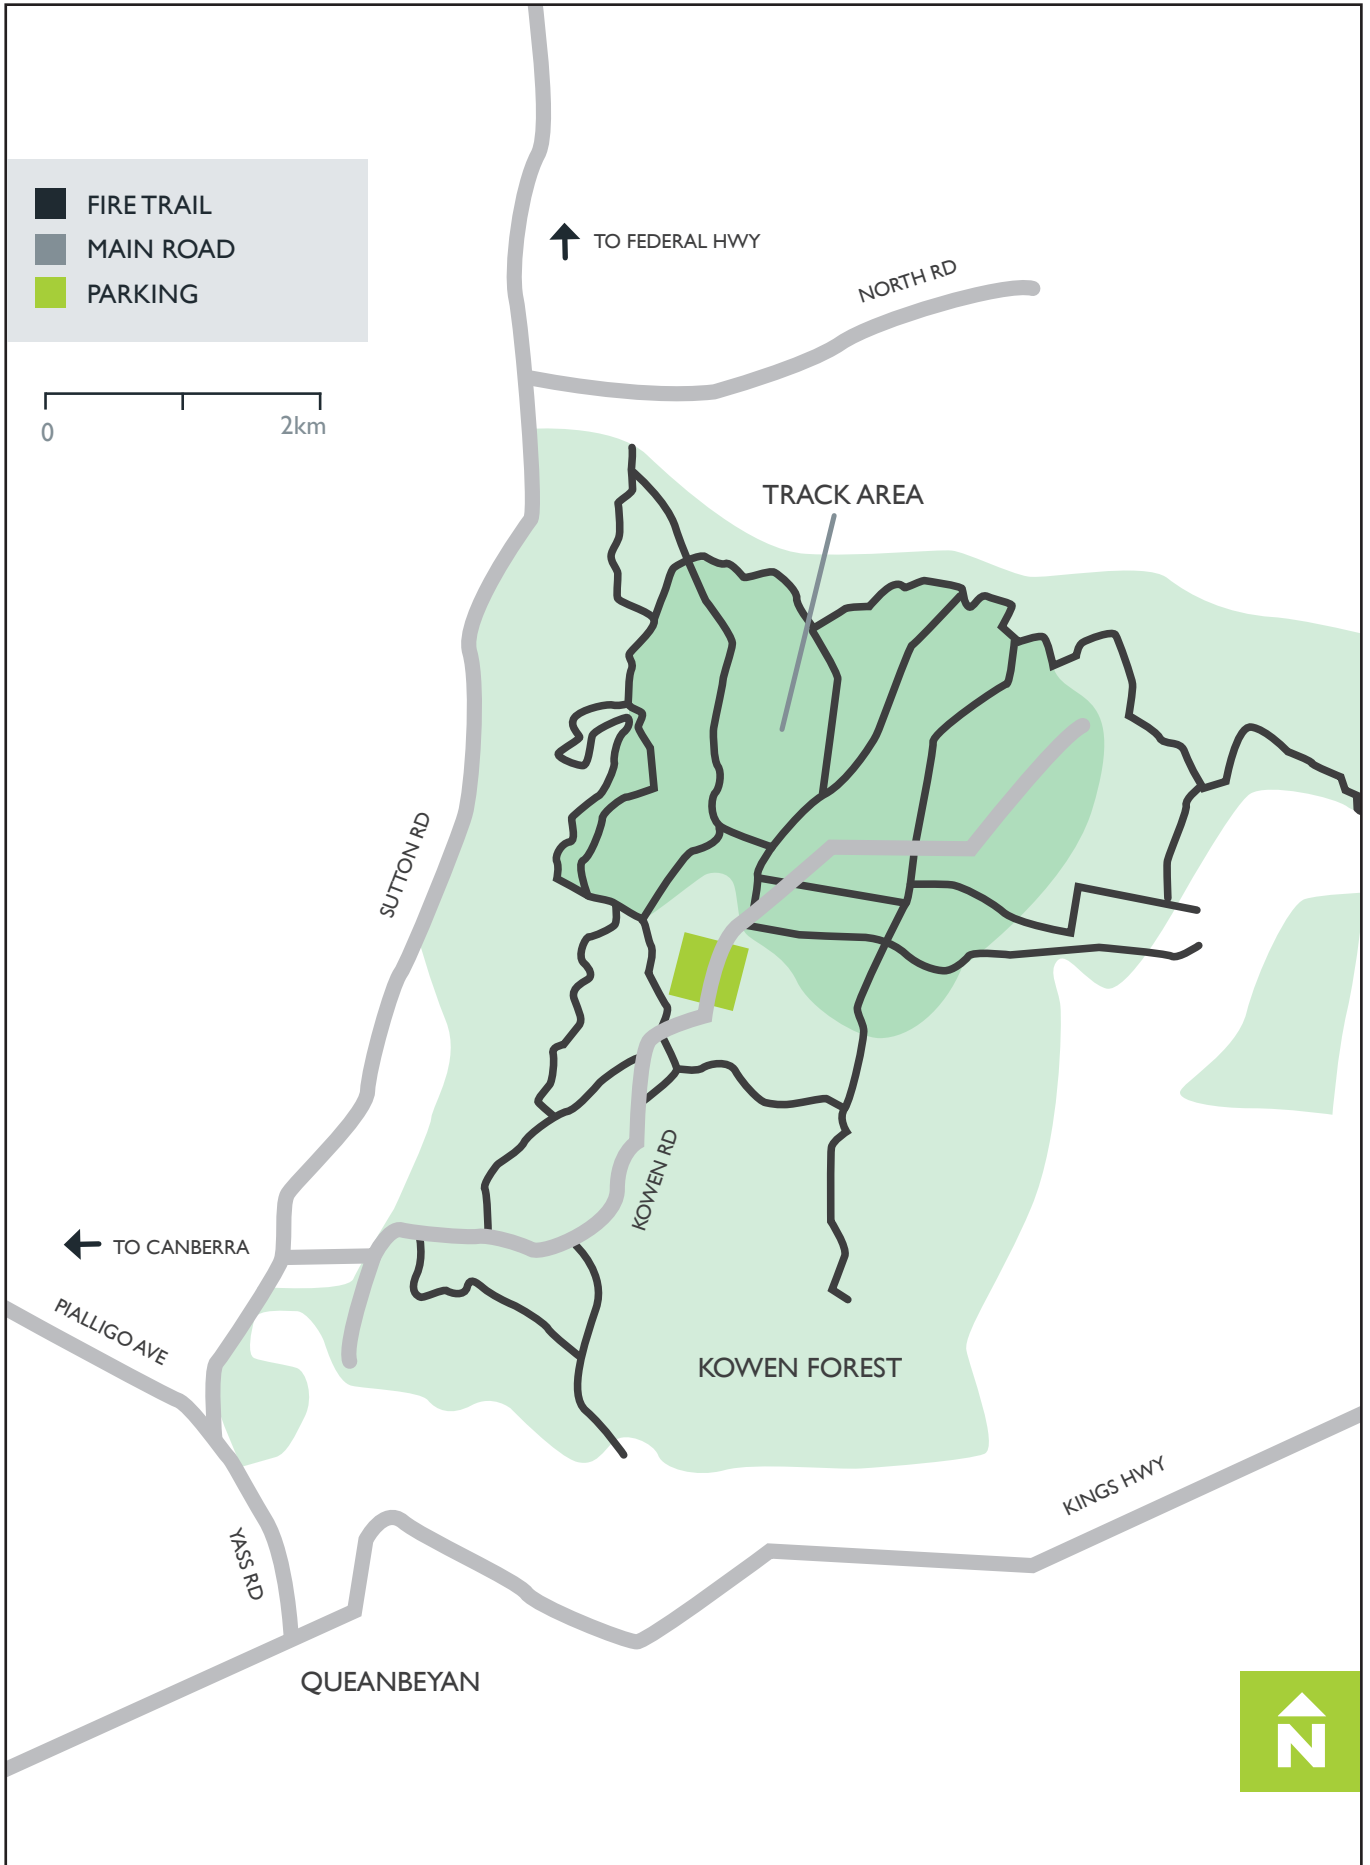 FIRE TRAIL
MAIN ROAD
PARKING
0
2km
TO FEDERAL HWY
NORTH RD
TRACK AREA
SUTTON RD
KOWEN RD
TO CANBERRA
PIALLIGO AVE
KOWEN FOREST
KINGS HWY
YASS RD
QUEANBEYAN
N